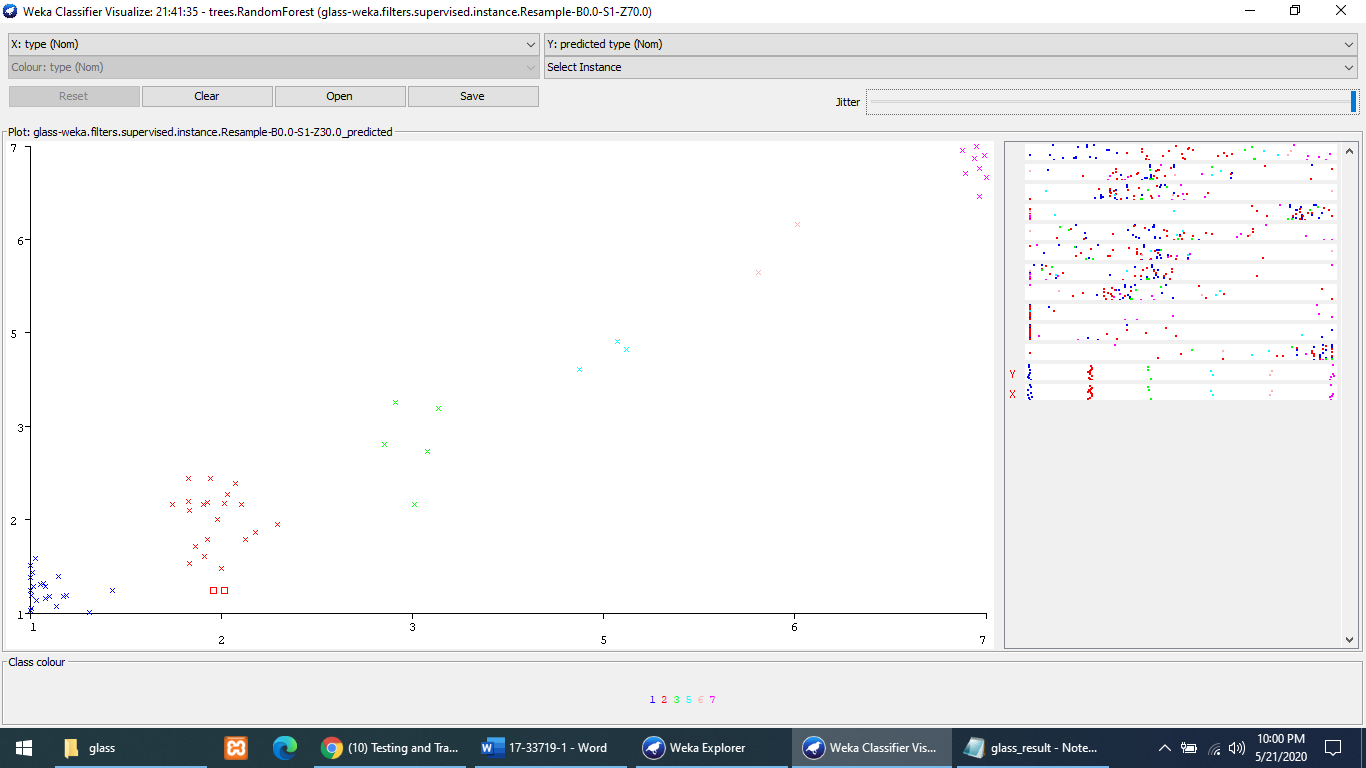 Weka Classifier Visualize: 21:41:35 - trees.RandomForest (glass-weka.filters.supervised.instance.Resample-B0.0-S1-Z70.0)
X: type (Nom)
Y: predicted type (Nom)
Colour: type (Nom)
Select Instance
Reset
Clear
Open
Save
Jitter
Plot: glass-weka.filters.supervised.instance.Resample-B0.0-S1-Z30.0_predicted
7
6
5
3
2
1
1
2
3
5
6
7
Y
X
Class colour
1 2 3 5 6 7
glass
(10) Testing and Tra...
17-33719-1 - Word
Weka Explorer
Weka Classifier Vis...
glass_result - Note...
10:00 PM
5/21/2020